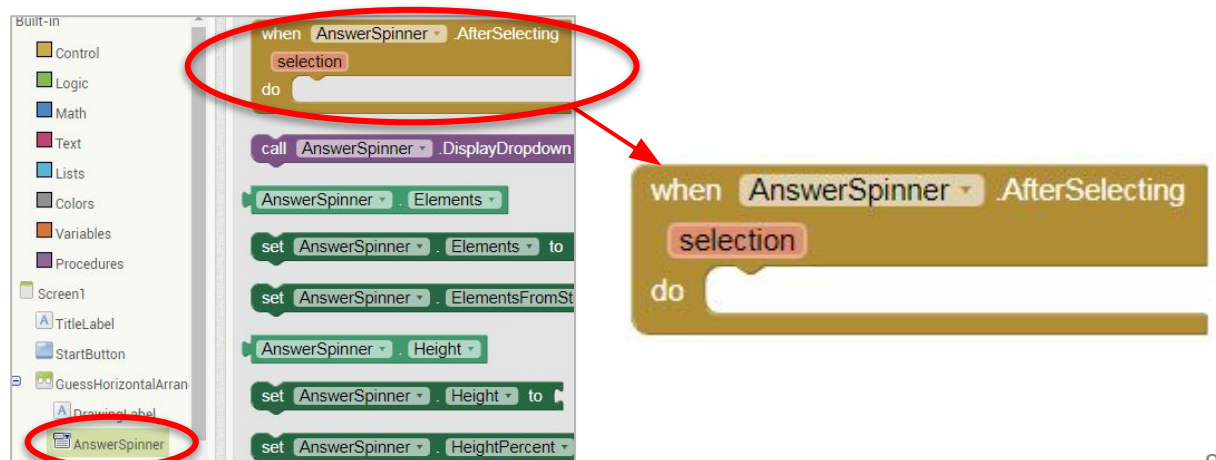 Built-in
Control
Logic
Math
Text
Lists
Colors
Variables
Procedures
Screen1
TitleLabel
StartButton
GuessHorizontalArran
DrawingLabel
AnswerSpinner
when AnswerSpinner .AfterSelecting
selection
do
call AnswerSpinner .DisplayDropdown
AnswerSpinner . Elements
set AnswerSpinner . Elements to
set AnswerSpinner . ElementsFromSt
AnswerSpinner . Height
set AnswerSpinner . Height to
set AnswerSpinner . HeightPercent
when AnswerSpinner .AfterSelecting
selection
do